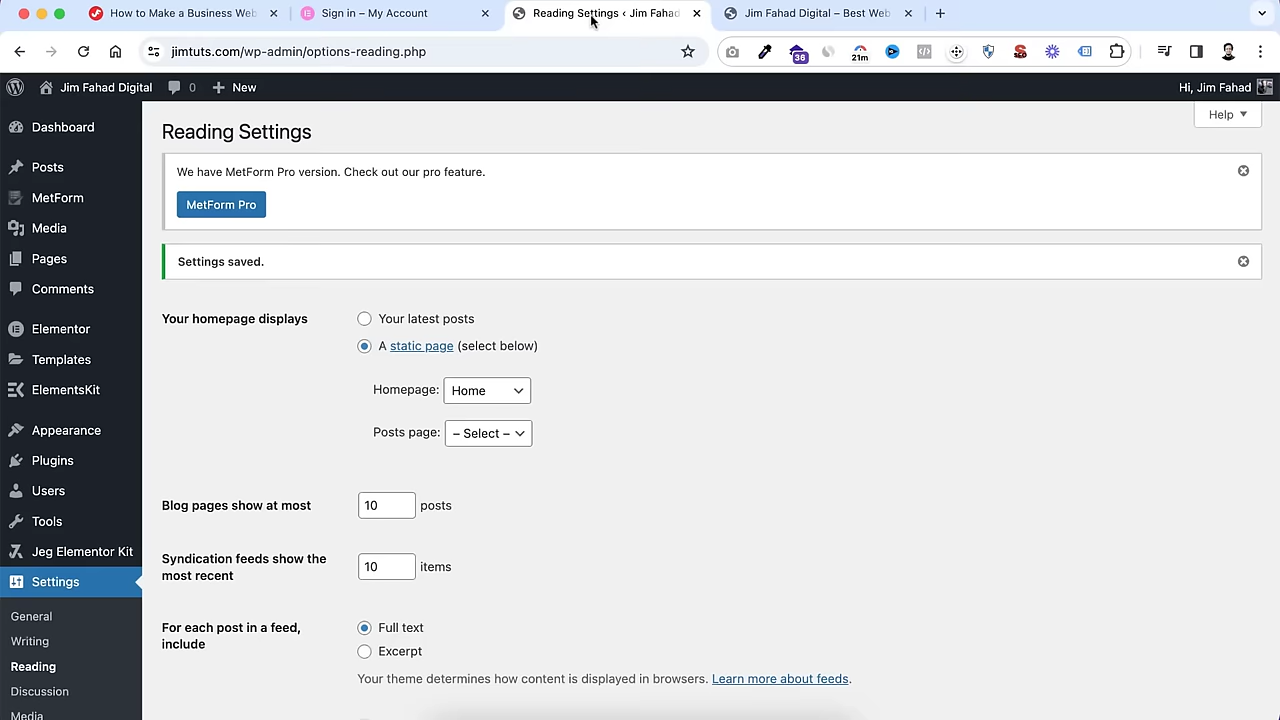 How to Make a Business Web
Sign in – My Account
Reading Settings ‹ Jim Fahad
Jim Fahad Digital – Best Web
jimtuts.com/wp-admin/options-reading.php
36
21m
Jim Fahad Digital
0
New
Hi, Jim Fahad
Help
Dashboard
Posts
MetForm
Media
Pages
Comments
Elementor
Templates
ElementsKit
Appearance
Plugins
Users
Tools
Jeg Elementor Kit
Settings
General
Writing
Reading
Discussion
Media
Reading Settings
We have MetForm Pro version. Check out our pro feature.
MetForm Pro
Settings saved.
Your homepage displays
Your latest posts
A static page (select below)
Homepage: Home
Posts page: – Select –
Blog pages show at most 10 posts
Syndication feeds show the
most recent
10 items
For each post in a feed,
include
Full text
Excerpt
Your theme determines how content is displayed in browsers. Learn more about feeds.